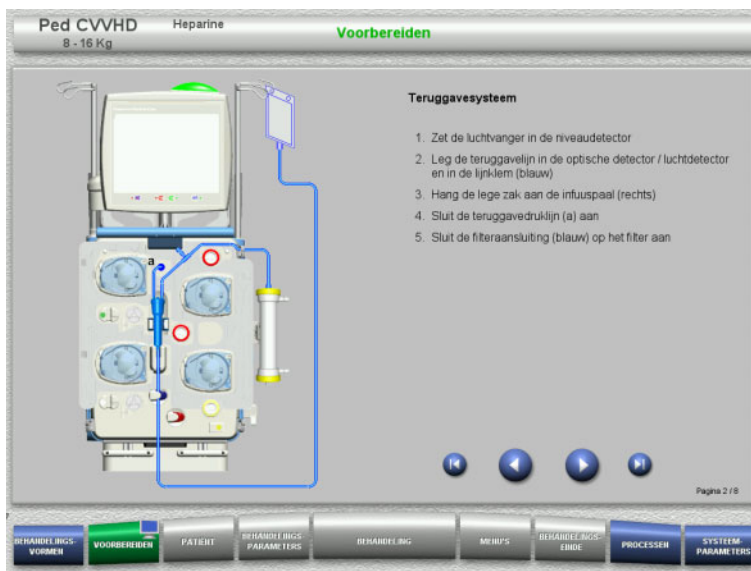 Ped CVVHD Heparine
8 - 16 Kg
Voorbereiden
Teruggavesysteem
1. Zet de luchtvanger in de niveaudetector
2. Leg de teruggavelijn in de optische detector / luchtdetector
en in de lijnklem (blauw)
3. Hang de lege zak aan de infuuspaal (rechts)
4. Sluit de teruggavedruklijn (a) aan
5. Sluit de filteraansluiting (blauw) op het filter aan
a
Pagina 2 / 8
BEHANDELINGS-
VORMEN
VOORBEREIDEN
PATIËNT
BEHANDELINGS-
PARAMETERS
BEHANDELING
MENU'S
BEHANDELINGS-
EINDE
PROCESSEN
SYSTEEM-
PARAMETERS